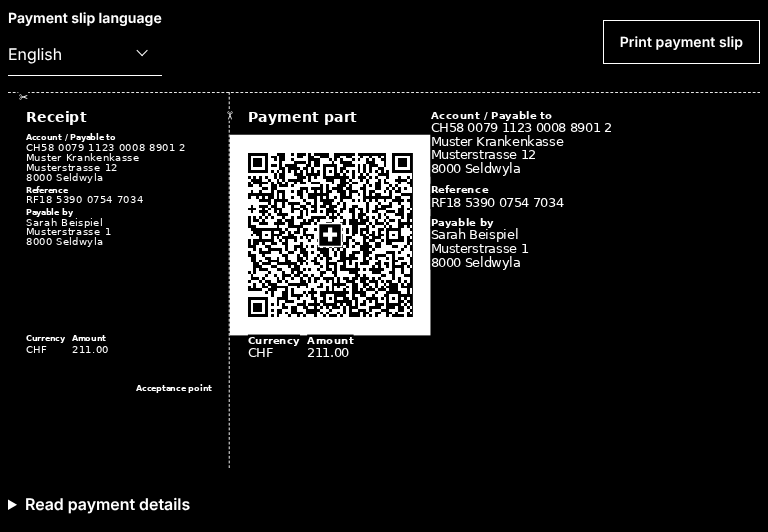 Payment slip language
English
Print payment slip
Receipt
Account / Payable to
CH58 0079 1123 0008 8901 2
Muster Krankenkasse
Musterstrasse 12
8000 Seldwyla
Reference
RF18 5390 0754 7034
Payable by
Sarah Beispiel
Musterstrasse 1
8000 Seldwyla
Currency Amount
CHF 211.00
Acceptance point
Payment part
Currency Amount
CHF 211.00
Account / Payable to
CH58 0079 1123 0008 8901 2
Muster Krankenkasse
Musterstrasse 12
8000 Seldwyla
Reference
RF18 5390 0754 7034
Payable by
Sarah Beispiel
Musterstrasse 1
8000 Seldwyla
Read payment details